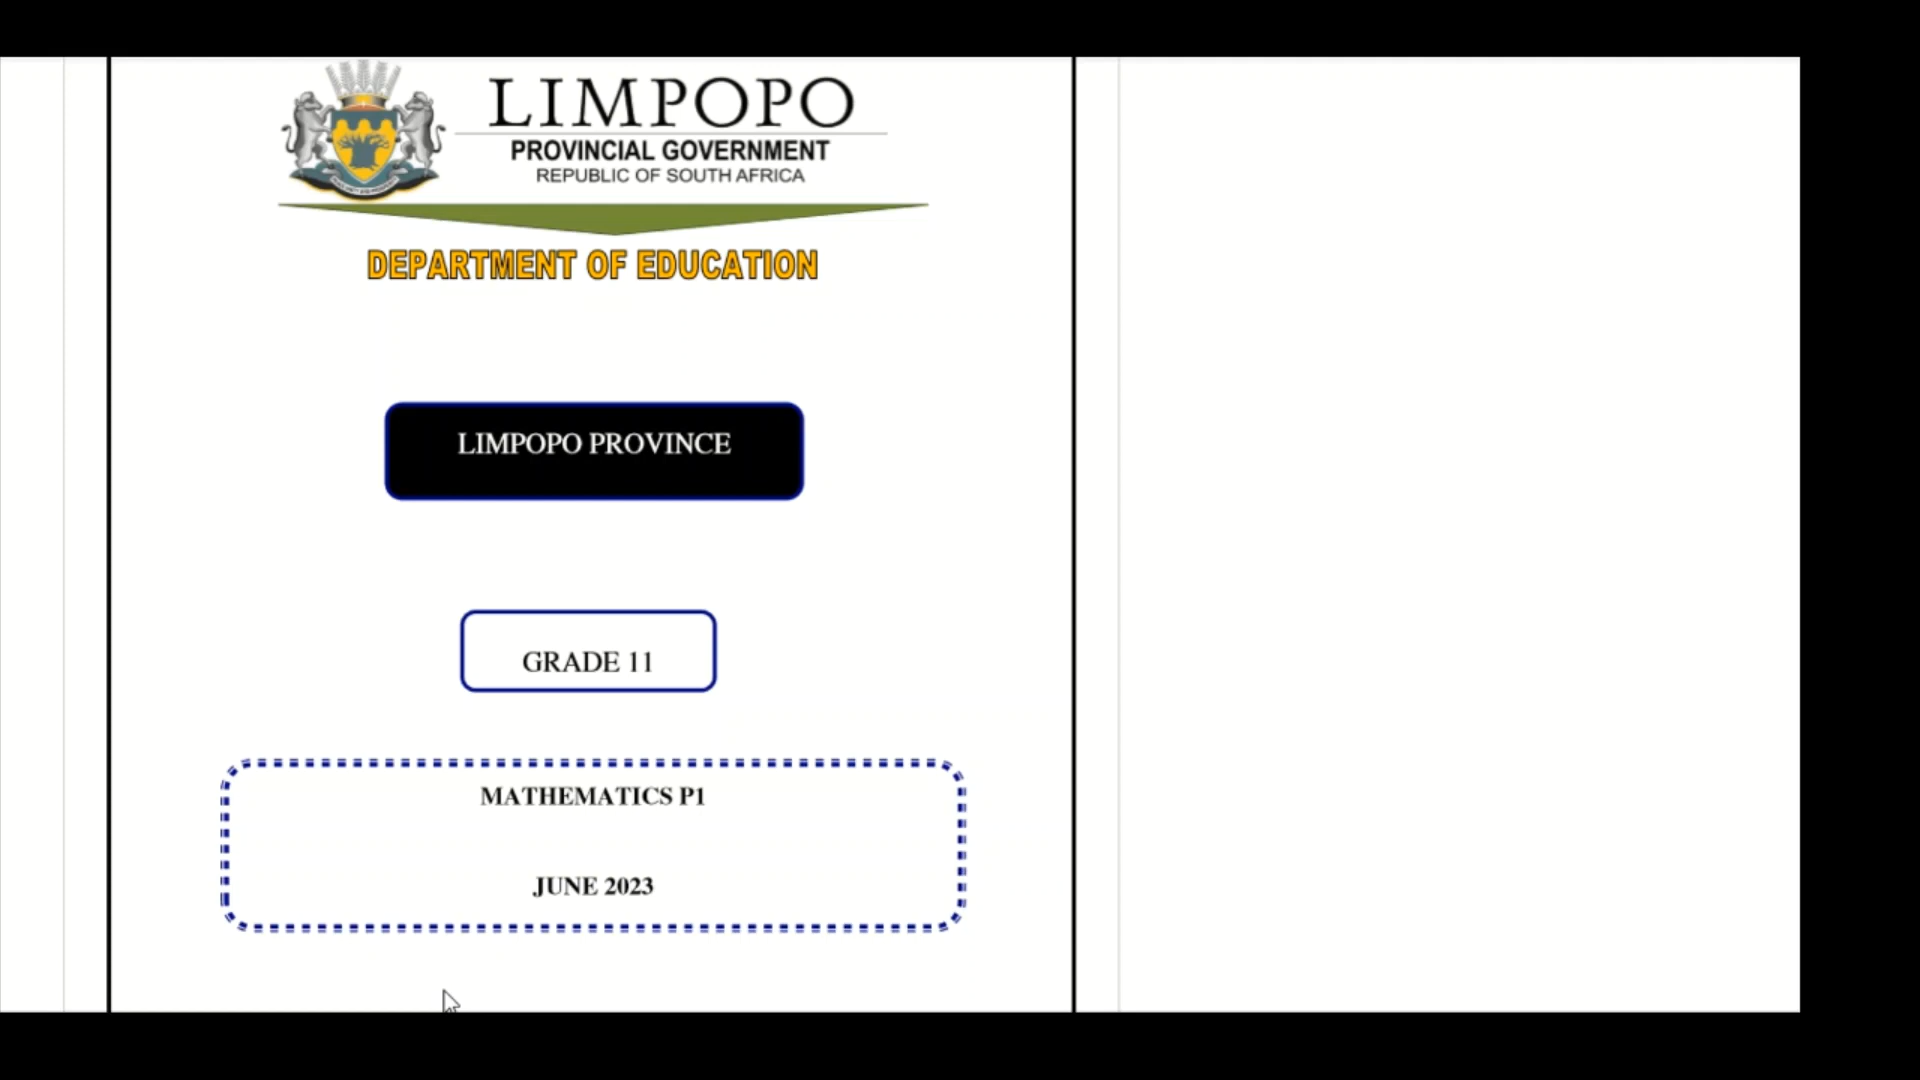 LIMPOPO
PROVINCIAL GOVERNMENT
REPUBLIC OF SOUTH AFRICA
DEPARTMENT OF EDUCATION
LIMPOPO PROVINCE
GRADE 11
MATHEMATICS P1
JUNE 2023